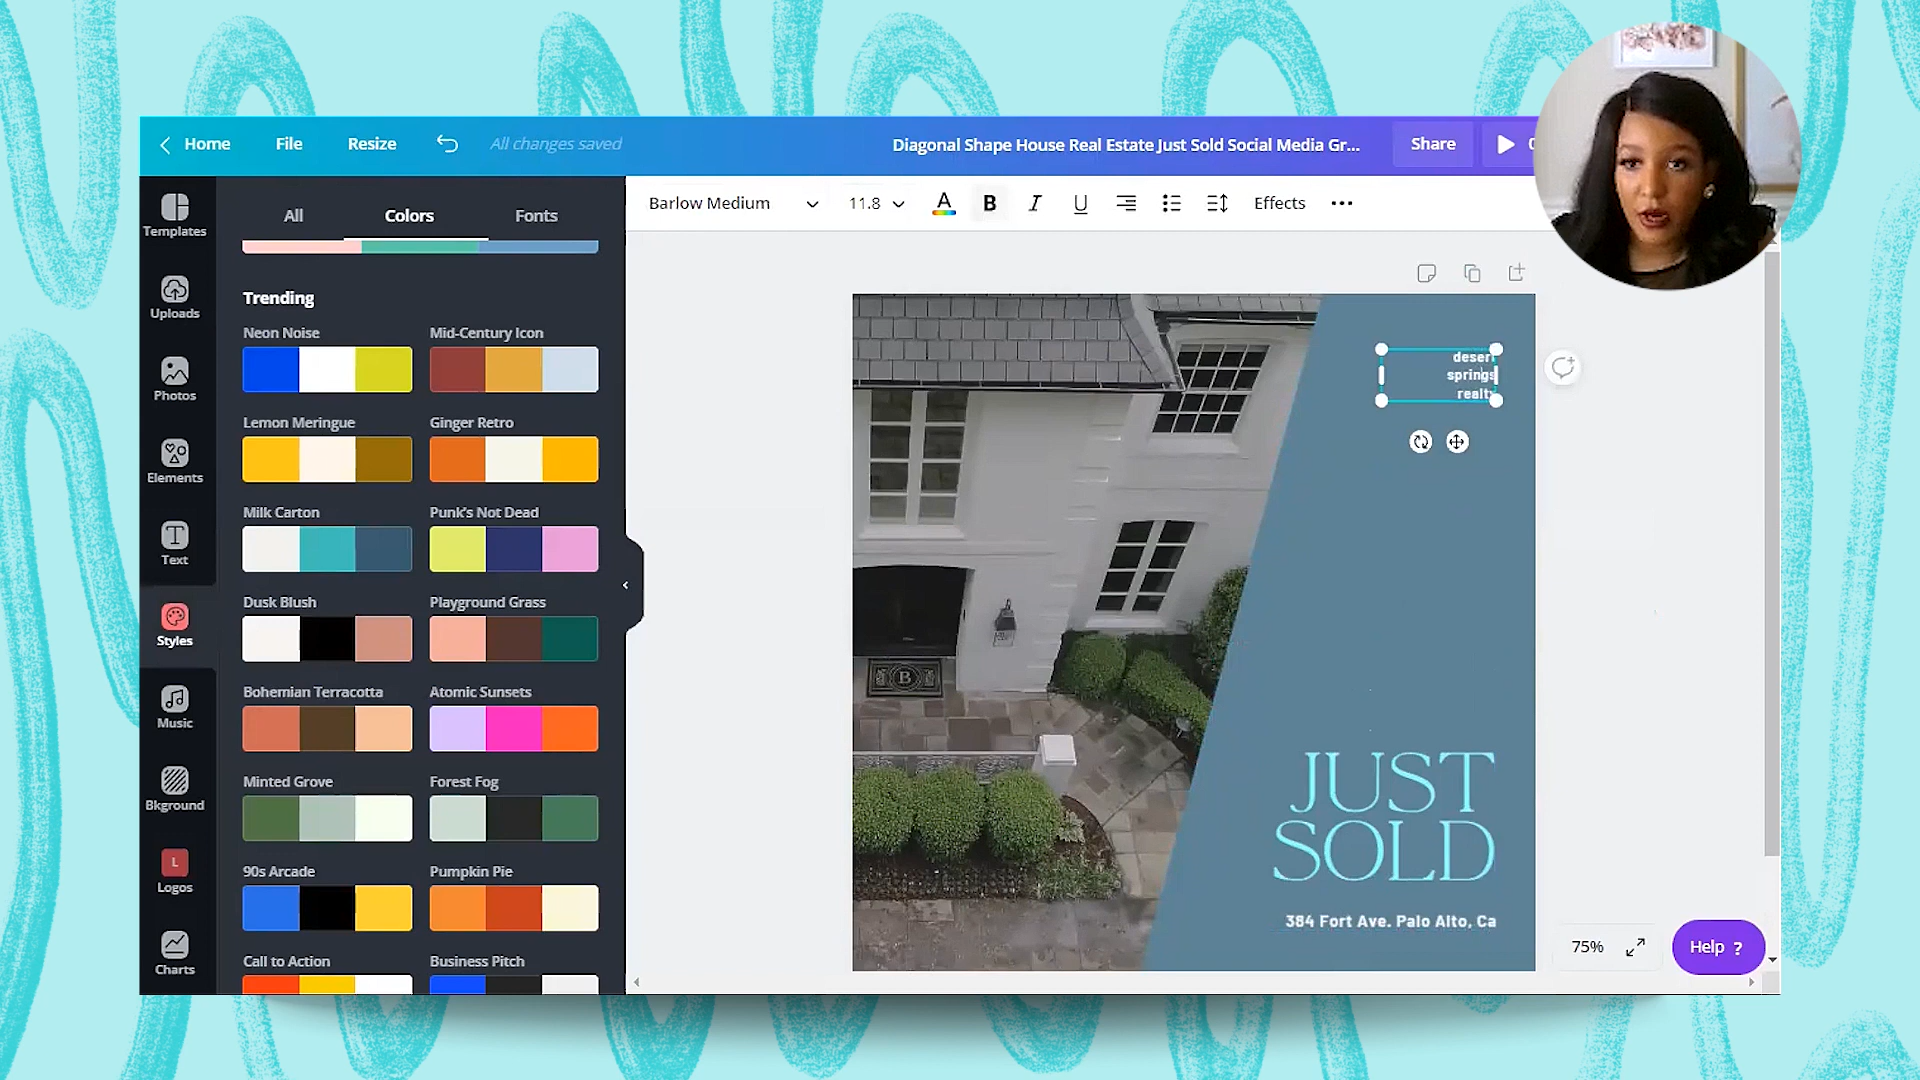 Home
File
Resize
All changes saved
Diagonal Shape House Real Estate Just Sold Social Media Gr...
Share
Templates
Uploads
Photos
Elements
Text
Styles
Music
Bkground
L
Logos
Charts
All
Colors
Fonts
Trending
Neon Noise
Mid-Century Icon
Lemon Meringue
Ginger Retro
Milk Carton
Punk's Not Dead
Dusk Blush
Playground Grass
Bohemian Terracotta
Atomic Sunsets
Minted Grove
Forest Fog
90s Arcade
Pumpkin Pie
Call to Action
Business Pitch
Barlow Medium
11.8
A
B
I
U
Effects
desert
springs
realty
B
JUST
SOLD
384 Fort Ave. Palo Alto, Ca
75%
Help ?